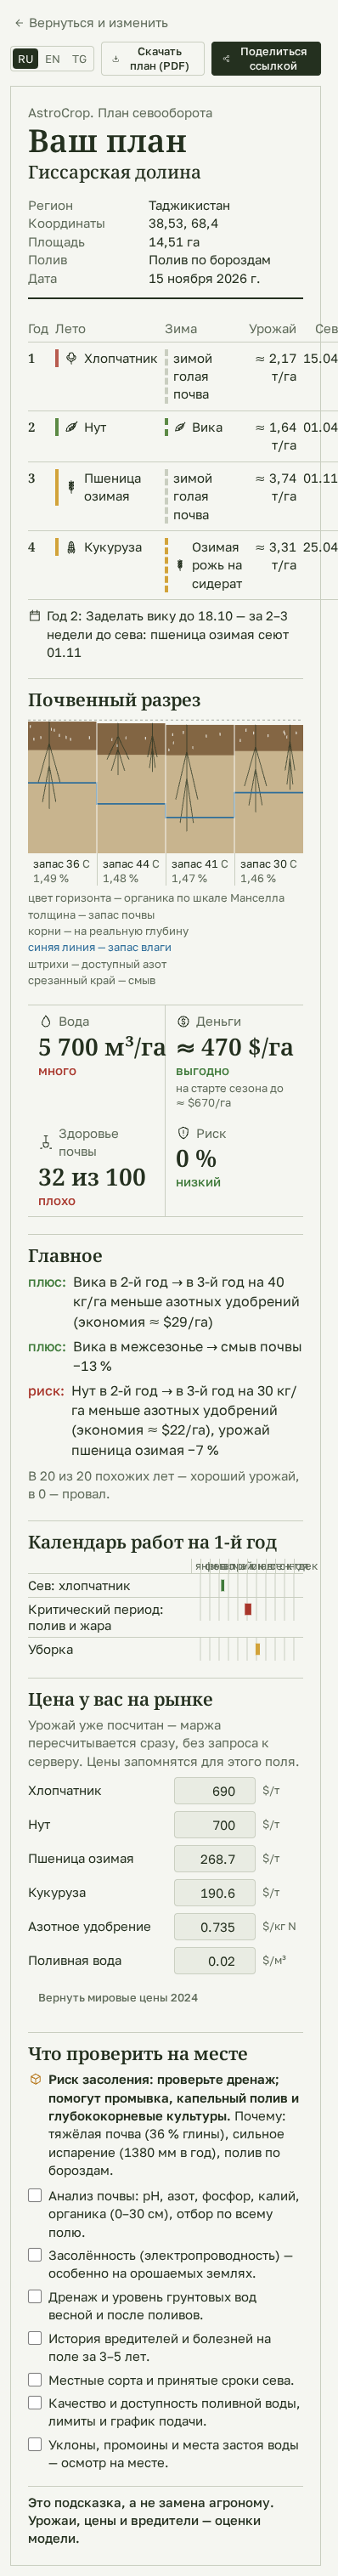 ← Вернуться и изменить
RU EN TG Скачать план (PDF) Поделиться ссылкой
AstroCrop. План севооборота
Ваш план
Гиссарская долина
Регион Таджикистан
Координаты 38,53, 68,4
Площадь 14,51 га
Полив Полив по бороздам
Дата 15 ноября 2026 г.
Год Лето Зима Урожай Сев
1 Хлопчатник зимой голая почва ≈ 2,17 т/га 15.04
2 Нут Вика ≈ 1,64 т/га 01.04
3 Пшеница озимая зимой голая почва ≈ 3,74 т/га 01.11
4 Кукуруза Озимая рожь на сидерат ≈ 3,31 т/га 25.04
Год 2: Заделать вику до 18.10 — за 2–3
недели до сева: пшеница озимая сеют
01.11
Почвенный разрез
запас 36 С запас 44 С запас 41 С запас 30 С
1,49 % 1,48 % 1,47 % 1,46 %
цвет горизонта — органика по шкале Манселла
толщина — запас почвы
корни — на реальную глубину
синяя линия — запас влаги
штрихи — доступный азот
срезанный край — смыв
Вода
5 700 м³/га
много
Деньги
≈ 470 $/га
выгодно
на старте сезона до
≈ $670/га
Здоровье
почвы
32 из 100
плохо
Риск
0 %
низкий
Главное
плюс: Вика в 2-й год → в 3-й год на 40
кг/га меньше азотных удобрений
(экономия ≈ $29/га)
плюс: Вика в межсезонье → смыв почвы
−13 %
риск: Нут в 2-й год → в 3-й год на 30 кг/
га меньше азотных удобрений
(экономия ≈ $22/га), урожай
пшеница озимая −7 %
В 20 из 20 похожих лет — хороший урожай,
в 0 — провал.
Календарь работ на 1-й год
Сев: хлопчатник
Критический период:
полив и жара
Уборка
Цена у вас на рынке
Урожай уже посчитан — маржа
пересчитывается сразу, без запроса к
серверу. Цены запомнятся для этого поля.
Хлопчатник 690 $/т
Нут 700 $/т
Пшеница озимая 268.7 $/т
Кукуруза 190.6 $/т
Азотное удобрение 0.735 $/кг N
Поливная вода 0.02 $/м³
Вернуть мировые цены 2024
Что проверить на месте
Риск засоления: проверьте дренаж;
помогут промывка, капельный полив и
глубококорневые культуры. Почему:
тяжёлая почва (36 % глины), сильное
испарение (1380 мм в год), полив по
бороздам.
Анализ почвы: pH, азот, фосфор, калий,
органика (0–30 см), отбор по всему
полю.
Засолённость (электропроводность) —
особенно на орошаемых землях.
Дренаж и уровень грунтовых вод
весной и после поливов.
История вредителей и болезней на
поле за 3–5 лет.
Местные сорта и принятые сроки сева.
Качество и доступность поливной воды,
лимиты и график подачи.
Уклоны, промоины и места застоя воды
— осмотр на месте.
Это подсказка, а не замена агроному.
Урожаи, цены и вредители — оценки
модели.